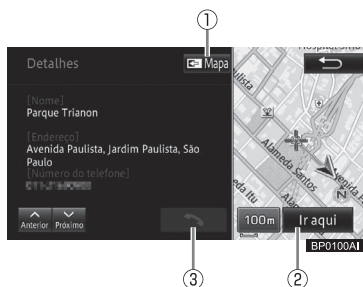 ①
Detalhes
Mapa
[Nome]
Parque Trianon
[Endereço]
Avenida Paulista, Jardim Paulista, São
Paulo
[Número do telefone]
Anterior Próximo
Alameda Santos
N
100m
Ir aqui
BP0100AI
③
②